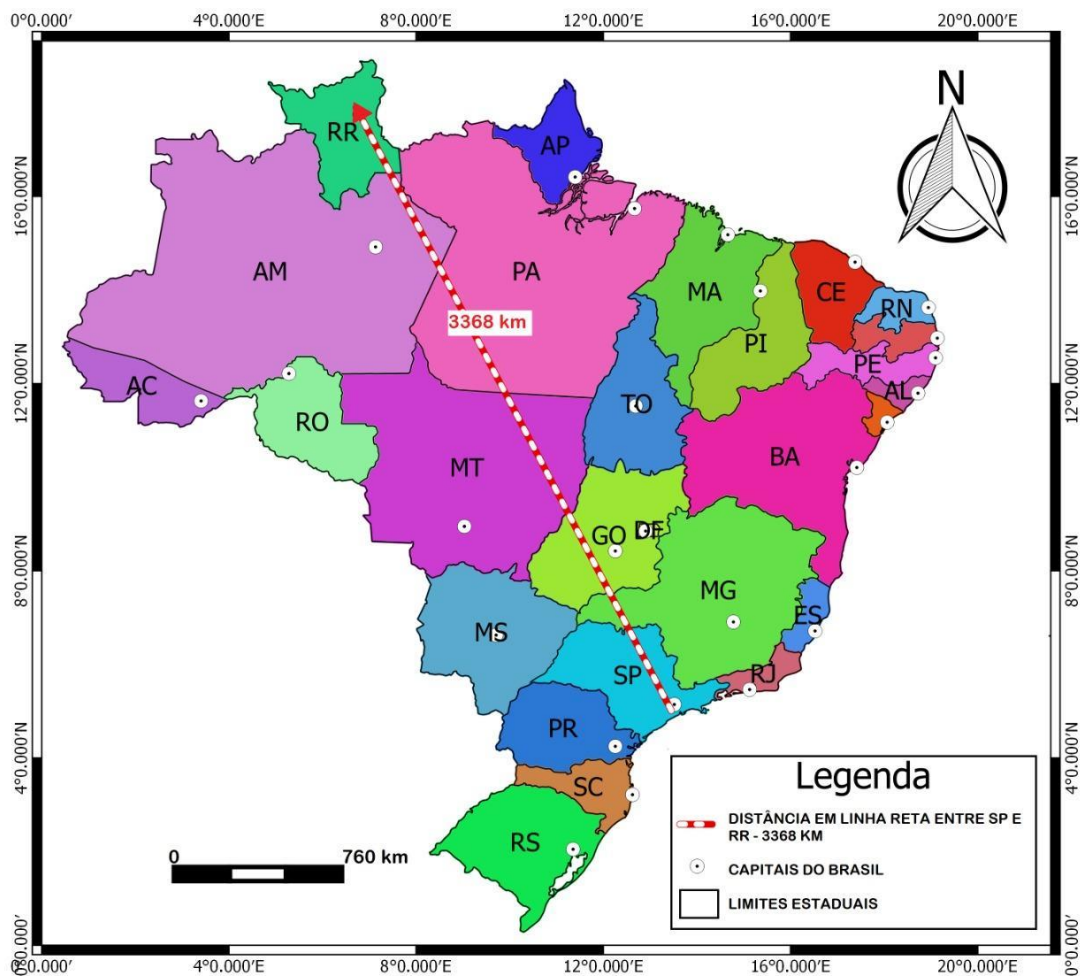 0°0.000′ 4°0.000′ 8°0.000′ 12°0.000′ 16°0.000′ 20°0.000′
N
RR
AP
16°0.000′N 16°0.000′N
AM
PA
MA
CE
RN
3368 km
PI
PE
12°0.000′N 12°0.000′N
AC
AL
TO
RO
BA
MT
GO
DF
8°0.000′N 8°0.000′N
MG
ES
MS
SP
RJ
PR
4°0.000′N 4°0.000′N
SC
RS
Legenda
DISTÂNCIA EM LINHA RETA ENTRE SP E
RR - 3368 KM
CAPITAIS DO BRASIL
LIMITES ESTADUAIS
0 760 km
0°0.000′ 0°0.000′
0°0.000′ 4°0.000′N 8°0.000′N 12°0.000′N 16°0.000′N 20°0.000′N